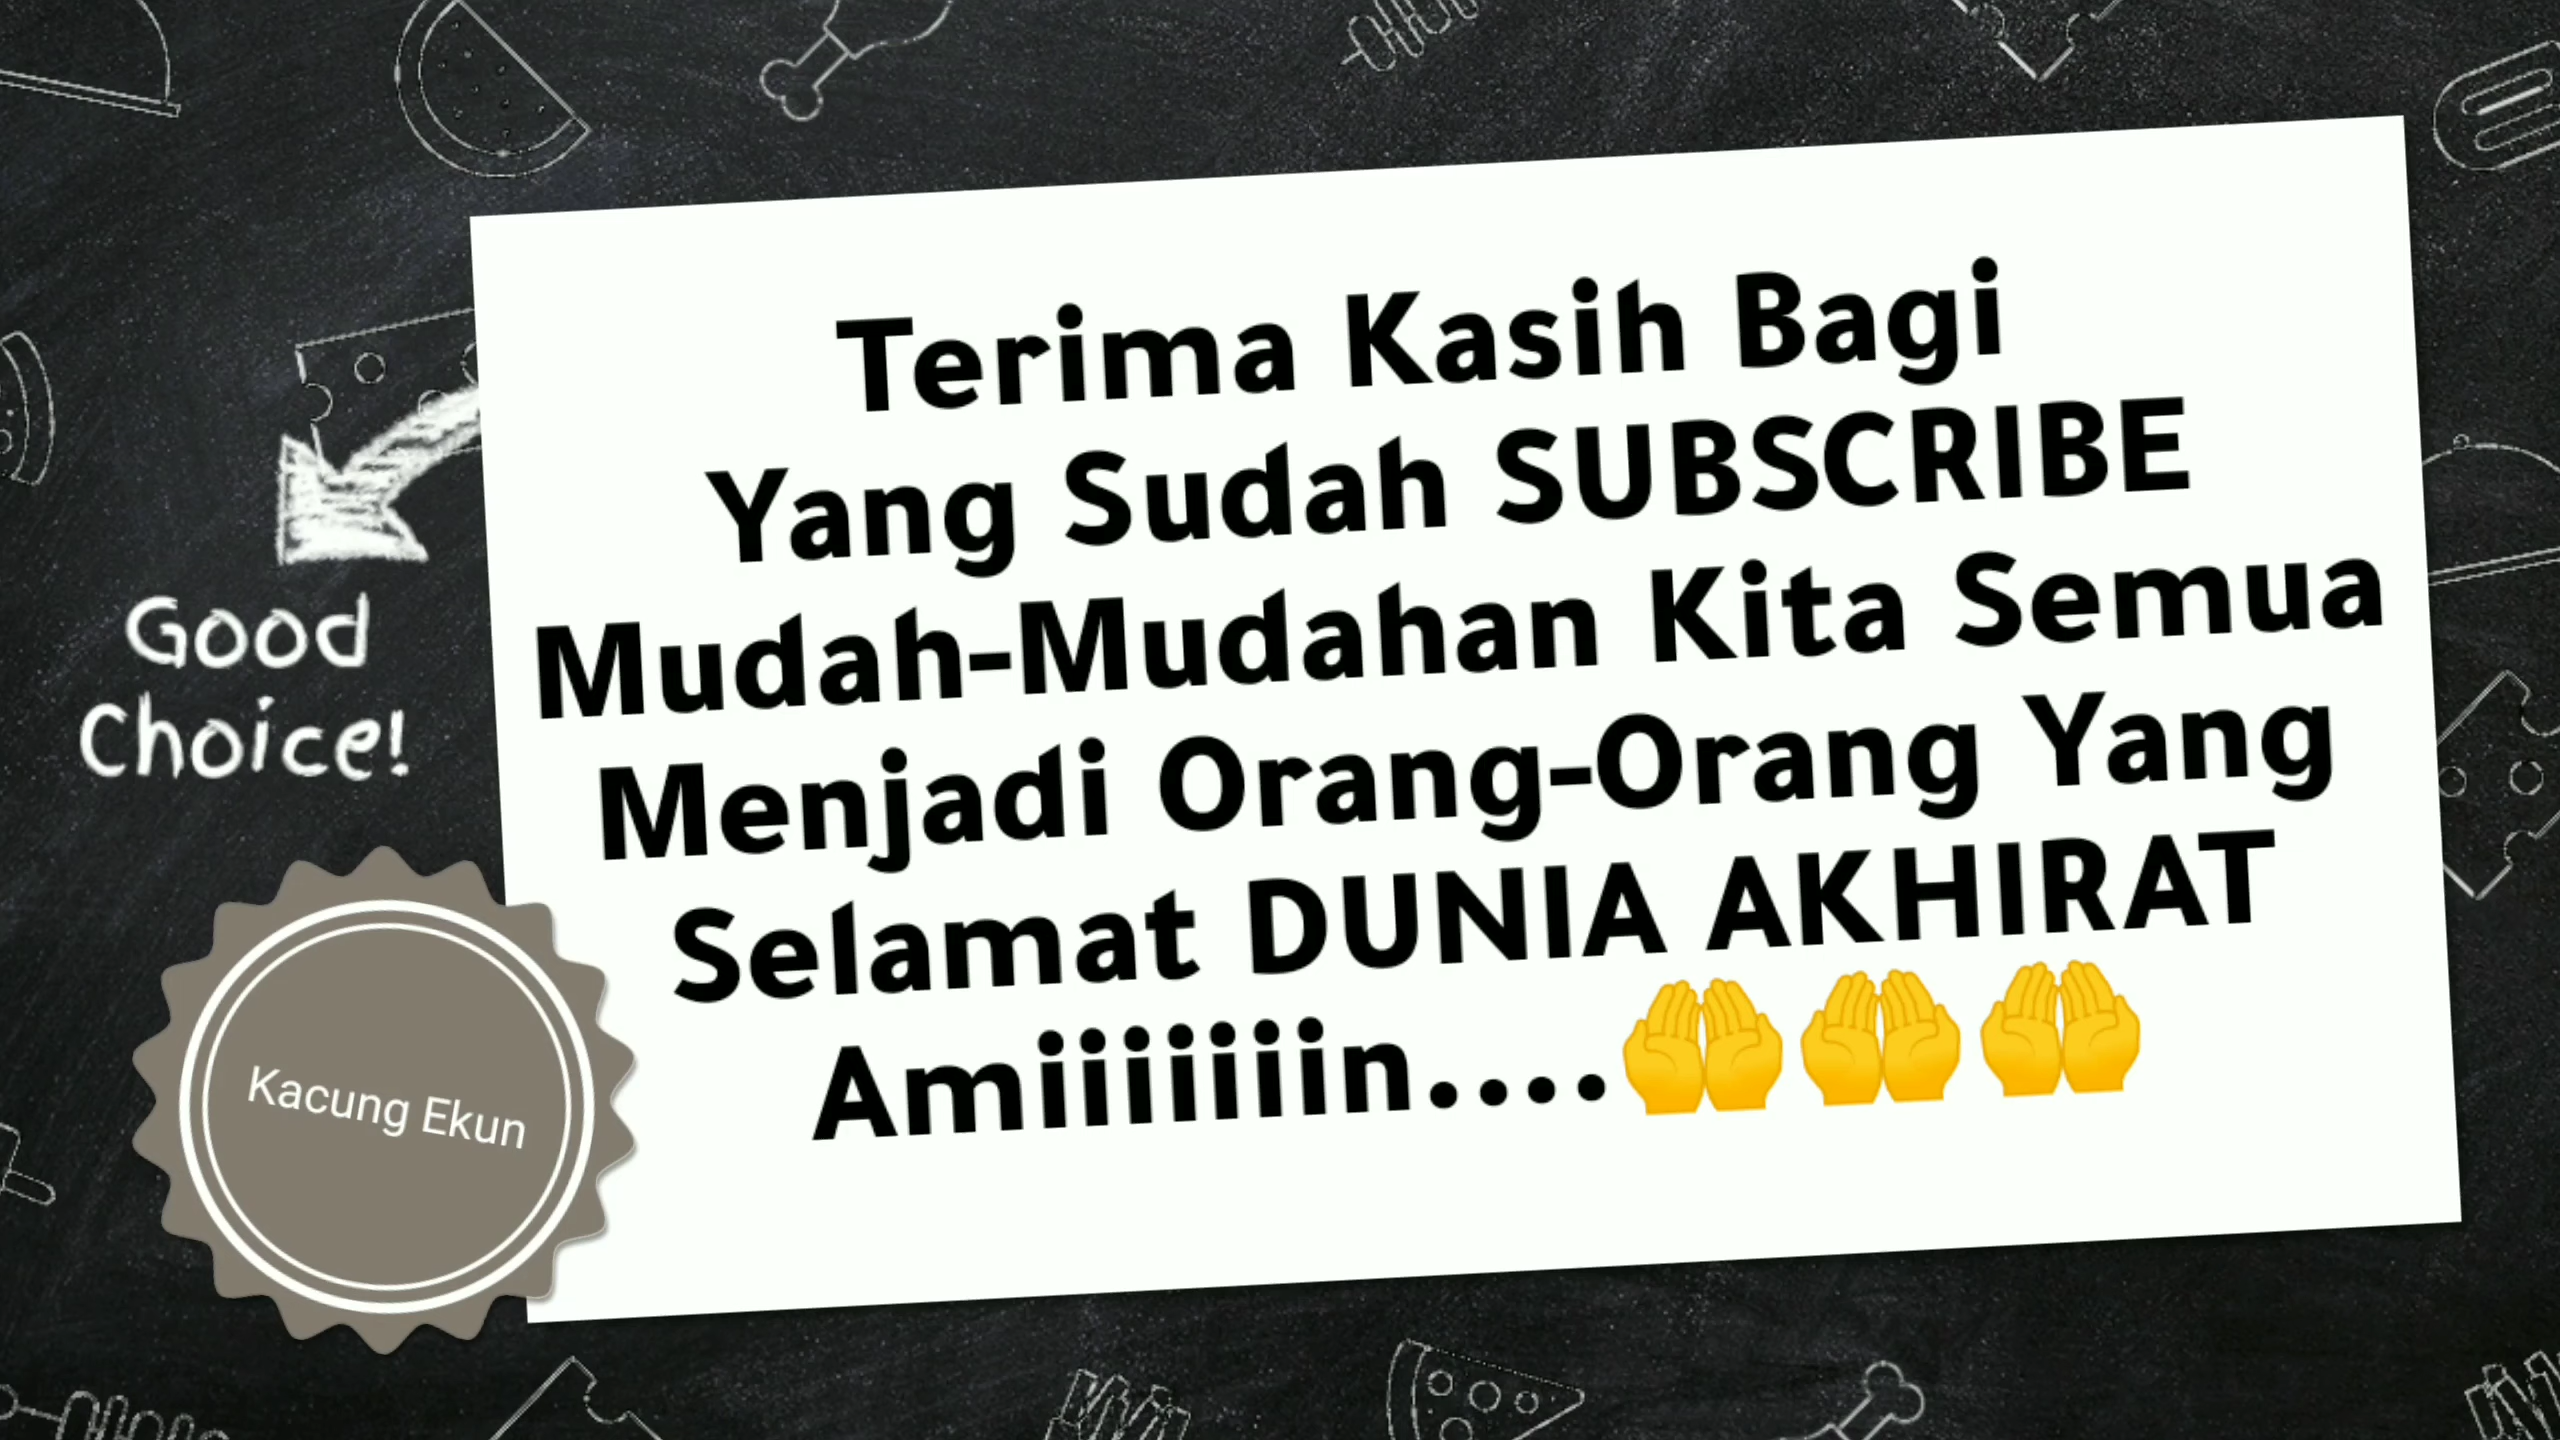 Terima Kasih Bagi
Yang Sudah SUBSCRIBE
Mudah-Mudahan Kita Semua
Menjadi Orang-Orang Yang
Selamat DUNIA AKHIRAT
Amiiiiiiin....🤲🤲🤲
Good
Choice!
Kacung Ekun